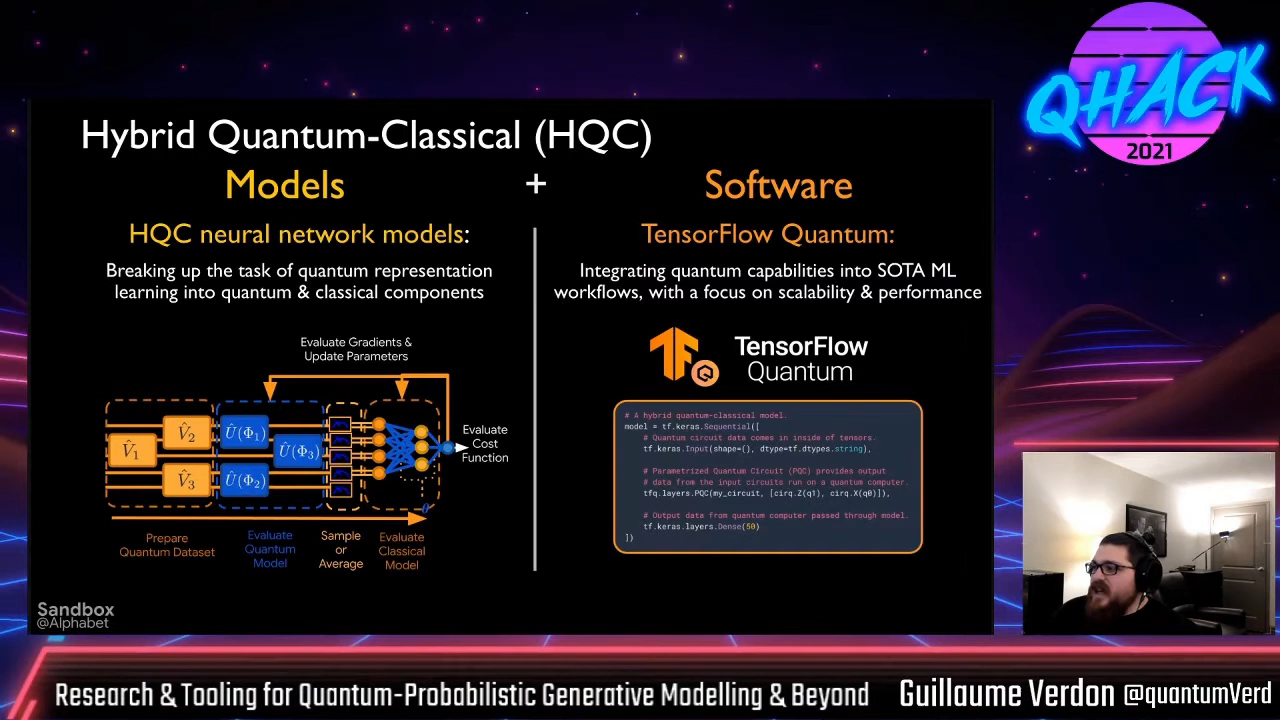 QHACK
2021
Hybrid Quantum-Classical (HQC)
Models + Software
HQC neural network models:
Breaking up the task of quantum representation
learning into quantum & classical components
Evaluate Gradients &
Update Parameters
V̂₁
V̂₂
V̂₃
Û(Φ₁)
Û(Φ₂)
Û(Φ₃)
Evaluate
Cost
Function
Prepare
Quantum Dataset
Evaluate
Quantum
Model
Sample
or
Average
Evaluate
Classical
Model
TensorFlow Quantum:
Integrating quantum capabilities into SOTA ML
workflows, with a focus on scalability & performance
TensorFlow
Quantum
# A hybrid quantum-classical model.
model = tf.keras.Sequential([
# Quantum circuit data comes in inside of tensors.
tf.keras.Input(shape=(), dtype=tf.dtypes.string),
# Parametrized Quantum Circuit (PQC) provides output
# data from the input circuits run on a quantum computer.
tfq.layers.PQC(my_circuit, [cirq.Z(q1), cirq.X(q0)]),
# Output data from quantum computer passed through model.
tf.keras.layers.Dense(50)
])
Sandbox
@Alphabet
Research & Tooling for Quantum-Probabilistic Generative Modelling & Beyond
Guillaume Verdon @quantumVerd